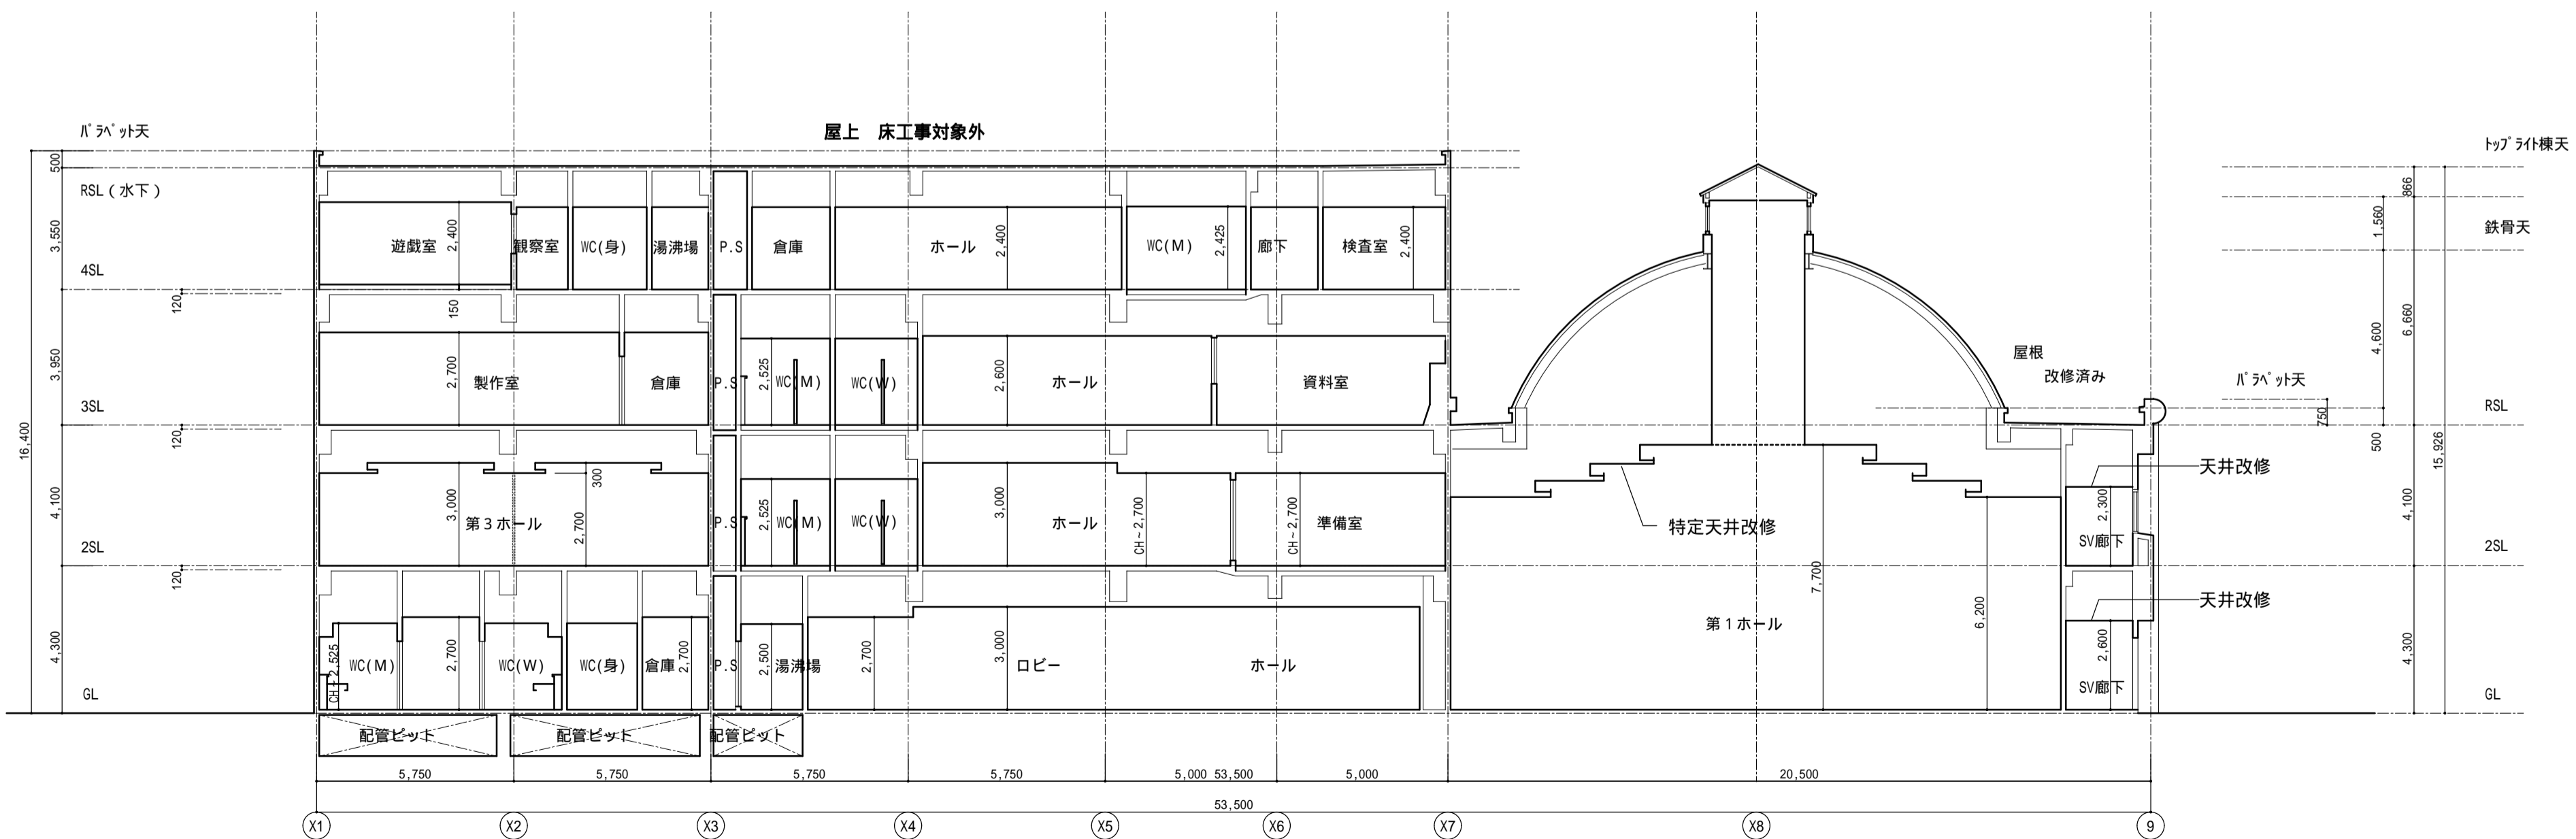 屋上　床工事対象外
ﾊﾟﾗﾍﾟｯﾄ天
500
RSL（水下）
3,550
4SL
120
3,950
3SL
120
16,400
4,100
2SL
120
4,300
GL
遊戯室
2,400
観察室
WC(身)
湯沸場
P.S
倉庫
ホール
2,400
WC(M)
2,425
廊下
検査室
2,400
150
2,700
製作室
倉庫
P.S
2,525
WC(M)
WC(W)
2,600
ホール
資料室
3,000
第３ホール
300
2,700
P.S
2,525
WC(M)
WC(W)
3,000
ホール
CH～2,700
CH～2,700
準備室
CH～2,525
WC(M)
2,700
WC(W)
WC(身)
倉庫
2,700
P.S
2,500
湯沸場
2,700
3,000
ロビー
ホール
配管ピット
配管ピット
配管ピット
特定天井改修
7,700
第１ホール
6,200
屋根
改修済み
天井改修
2,300
SV廊下
天井改修
2,600
SV廊下
ﾄｯﾌﾟﾗｲﾄ棟天
866
1,560
鉄骨天
4,600
6,660
ﾊﾟﾗﾍﾟｯﾄ天
750
RSL
500
15,926
4,100
2SL
4,300
GL
5,750
5,750
5,750
5,750
5,000
53,500
5,000
20,500
53,500
X1
X2
X3
X4
X5
X6
X7
X8
9